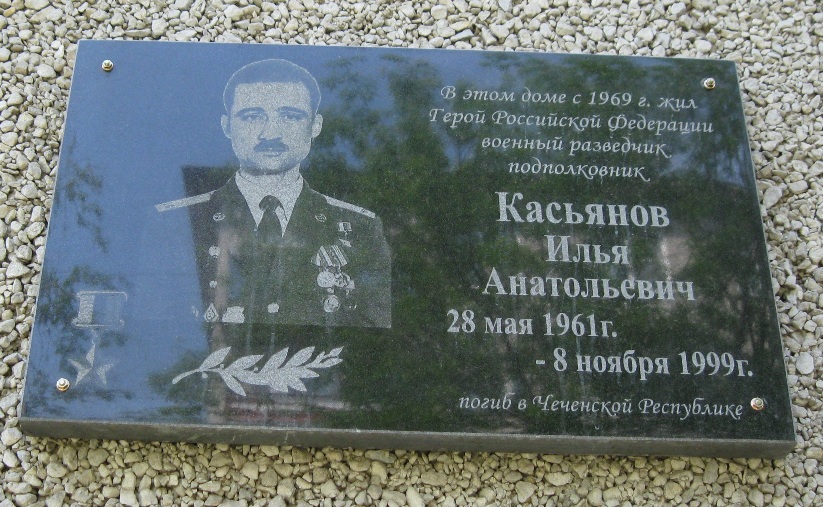 В этом доме с 1969 г. жил
Герой Российской Федерации
военный разведчик
подполковник
Касьянов
Илья
Анатольевич
28 мая 1961г.
- 8 ноября 1999г.
погиб в Чеченской Республике